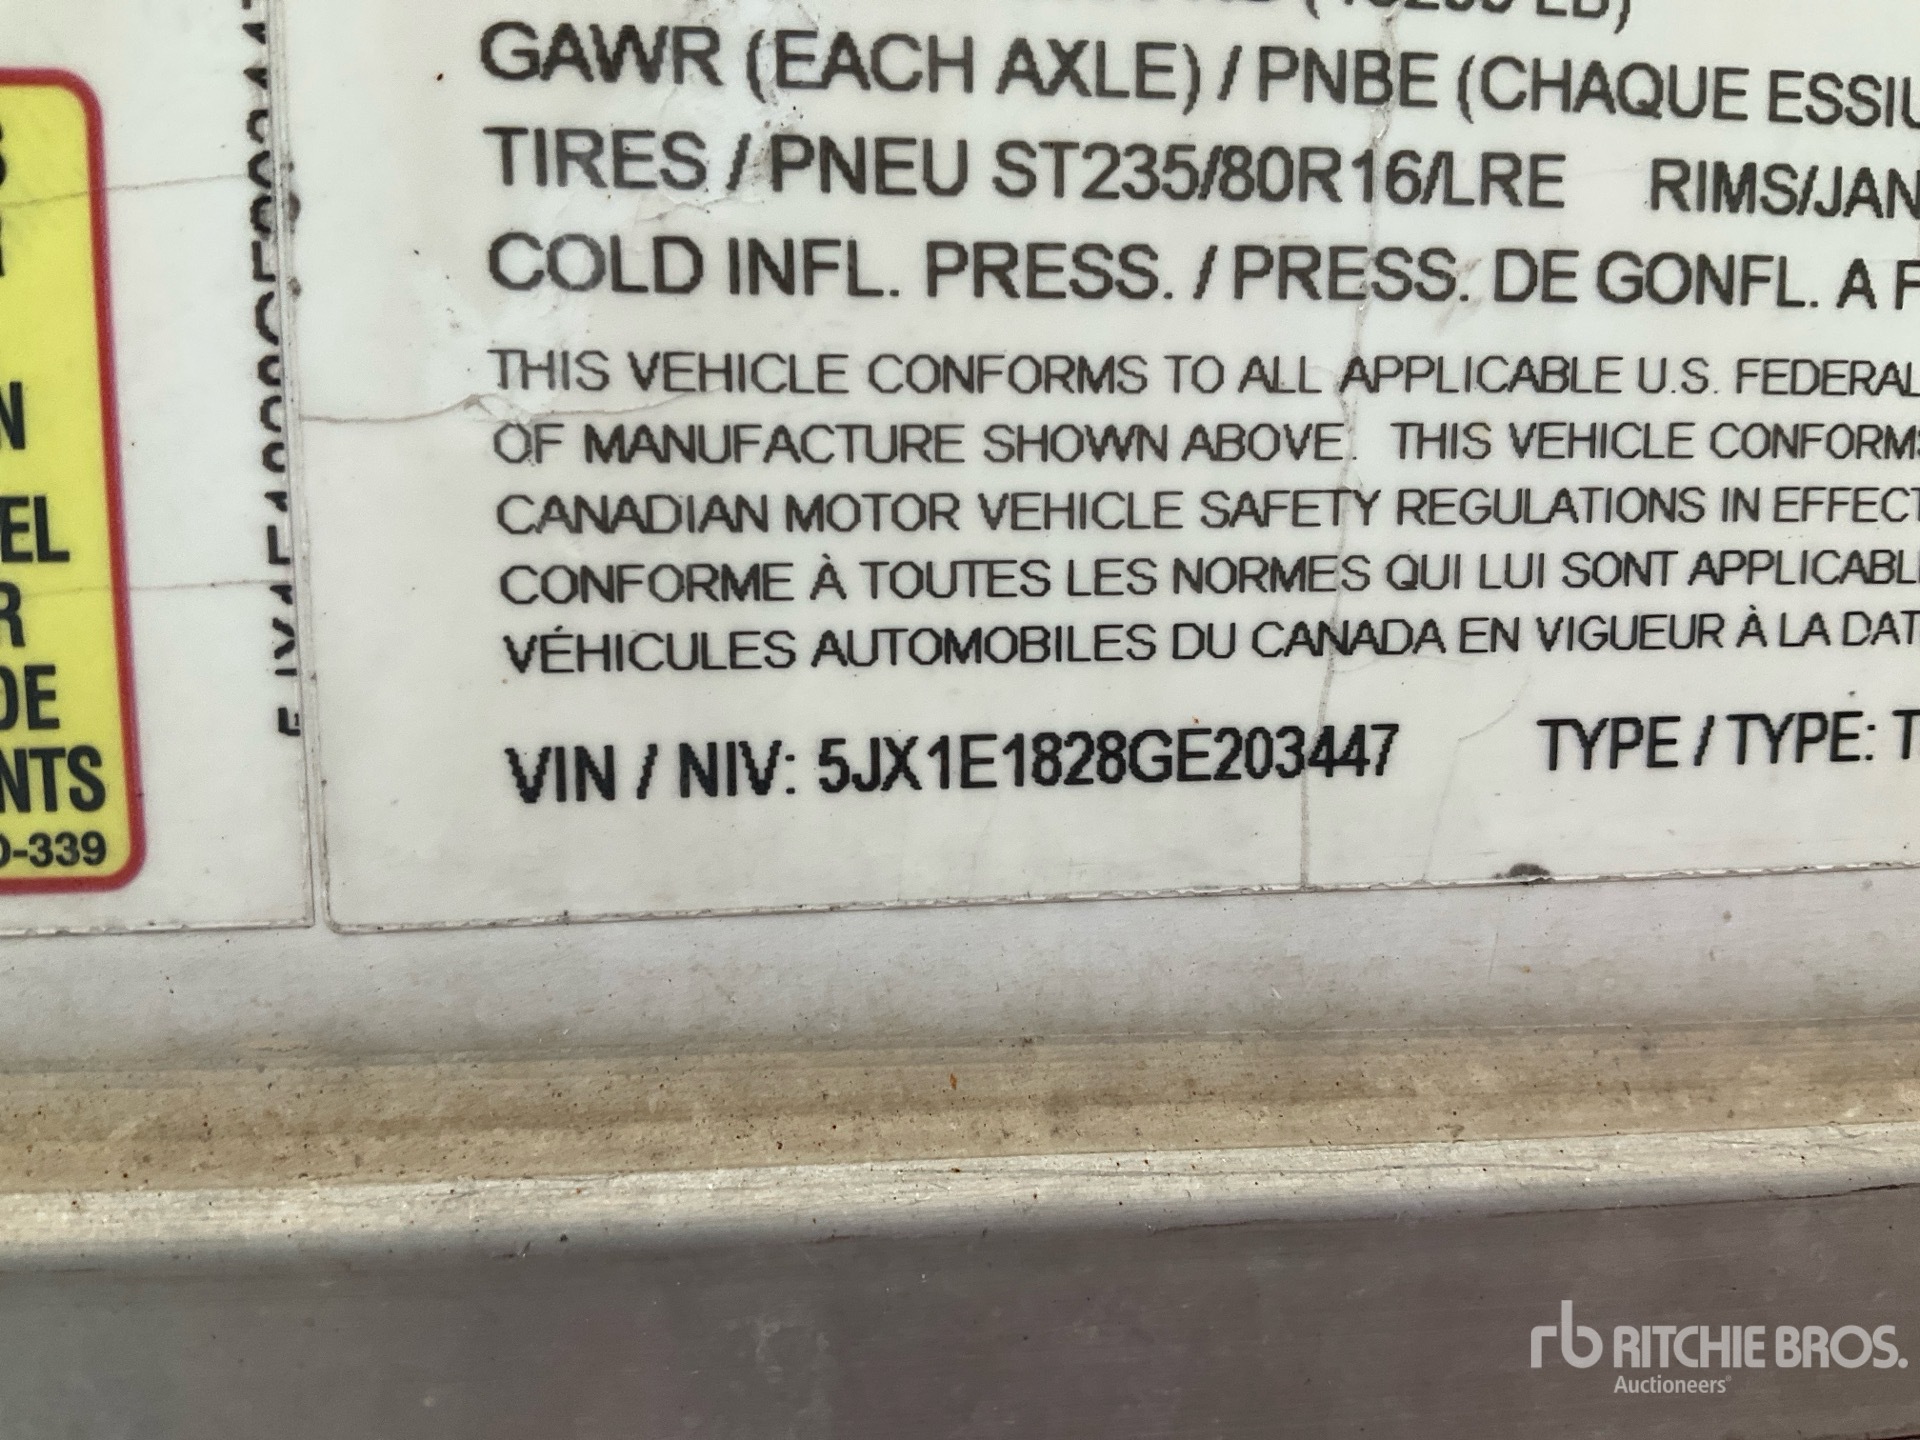 GAWR (EACH AXLE) / PNBE (CHAQUE ESSIU
TIRES / PNEU ST235/80R16/LRE RIMS/JAN
COLD INFL. PRESS. / PRESS. DE GONFL. A F
THIS VEHICLE CONFORMS TO ALL APPLICABLE U.S. FEDERAL
OF MANUFACTURE SHOWN ABOVE. THIS VEHICLE CONFORMS
CANADIAN MOTOR VEHICLE SAFETY REGULATIONS IN EFFECT
CONFORME À TOUTES LES NORMES QUI LUI SONT APPLICABL
VÉHICULES AUTOMOBILES DU CANADA EN VIGUEUR À LA DAT
VIN / NIV: 5JX1E1828GE203447 TYPE / TYPE: T
N
EL
R
DE
NTS
-339
rb RITCHIE BROS.
Auctioneers